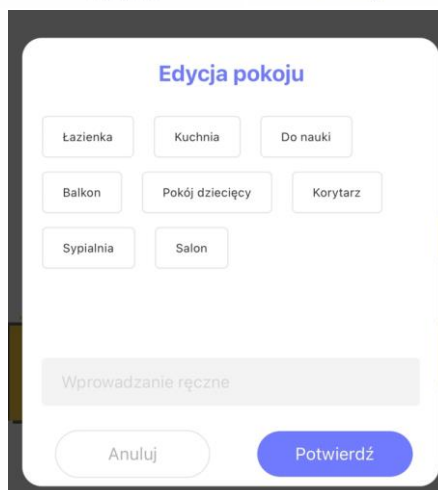 Edycja pokoju
Łazienka Kuchnia Do nauki
Balkon Pokój dziecięcy Korytarz
Sypialnia Salon
Wprowadzanie ręczne
Anuluj Potwierdź